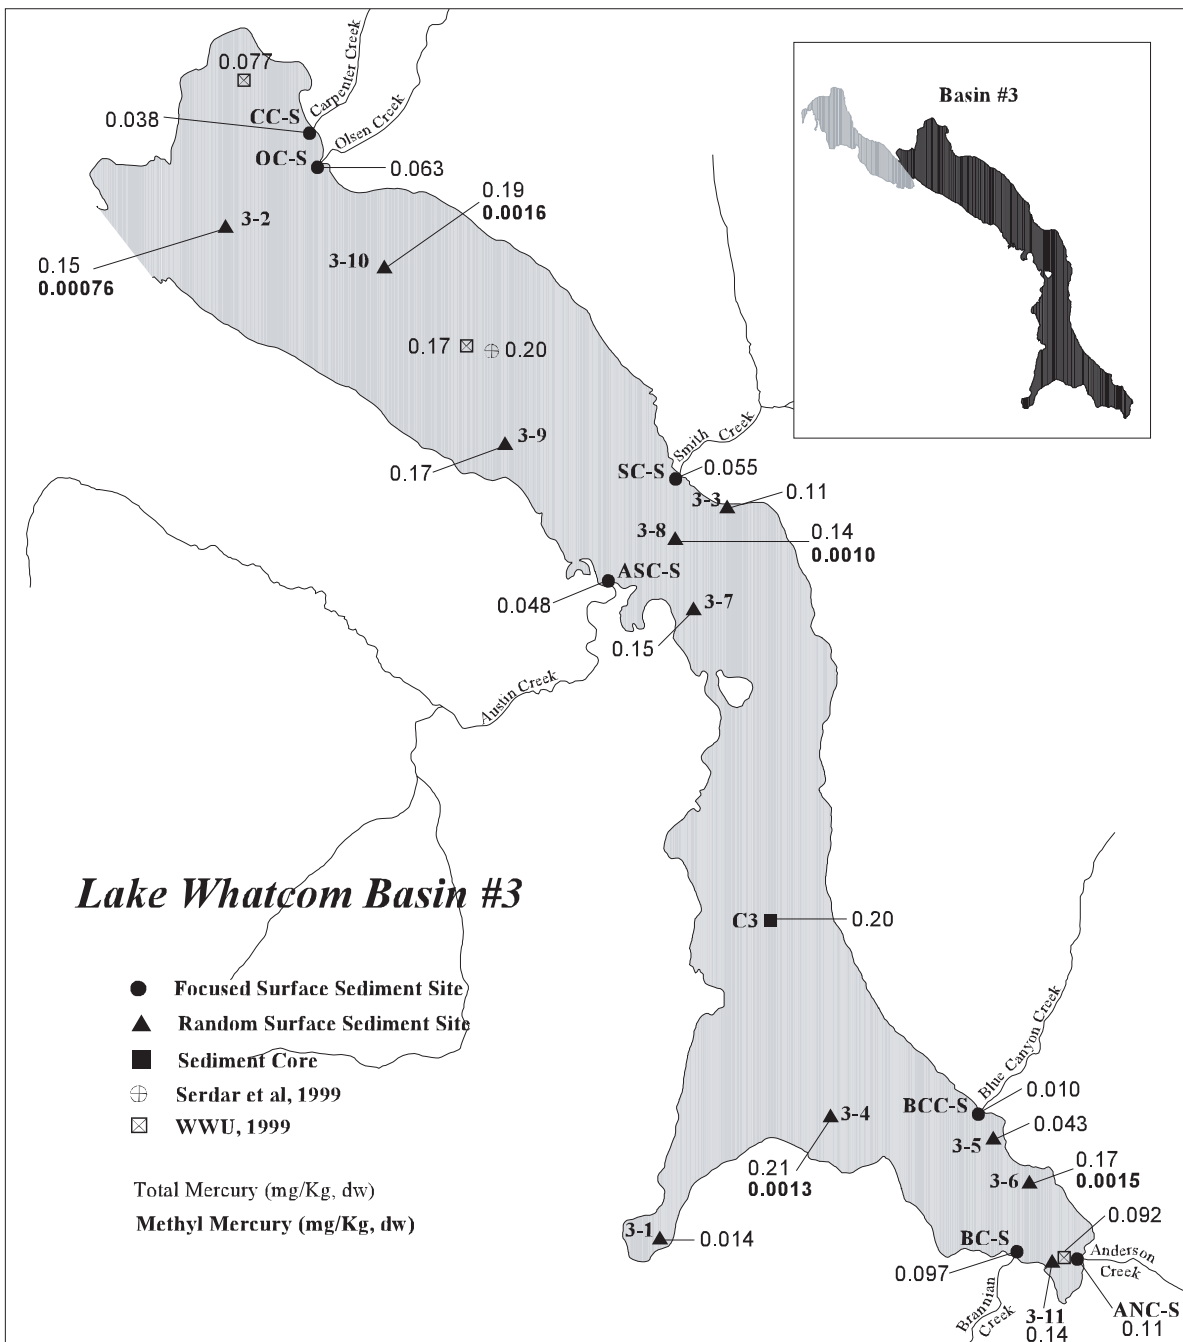 0.077
Carpenter Creek
CC-S
0.038
Olsen Creek
OC-S
0.063
Basin #3
0.19
0.0016
3-2
3-10
0.15
0.00076
0.17
0.20
3-9
0.17
Smith
Creek
SC-S
0.055
3-3
0.11
3-8
0.14
0.0010
ASC-S
0.048
3-7
0.15
Austin Creek
Lake Whatcom Basin #3
C3
0.20
Focused Surface Sediment Site
Random Surface Sediment Site
Sediment Core
Serdar et al, 1999
WWU, 1999
Total Mercury (mg/Kg, dw)
Methyl Mercury (mg/Kg, dw)
Blue Canyon Creek
BCC-S
0.010
3-4
0.043
3-5
0.21
0.0013
0.17
0.0015
3-6
0.092
3-1
0.014
BC-S
0.097
Anderson
Creek
Brannian
Creek
3-11
0.14
ANC-S
0.11